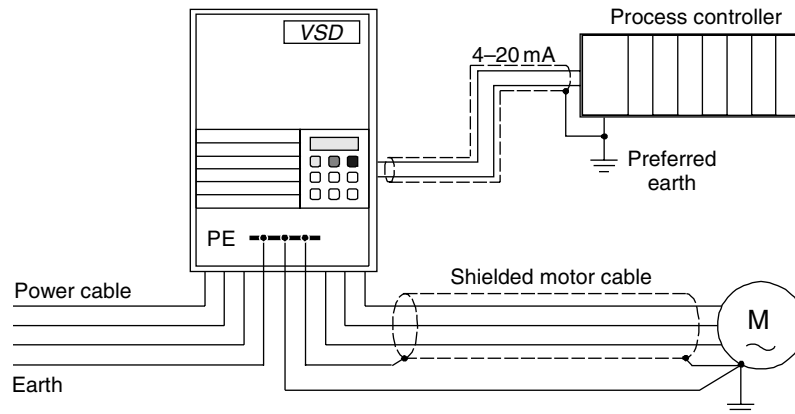 VSD
Process controller
4–20 mA
Preferred
earth
PE
Power cable
Shielded motor cable
M
Earth